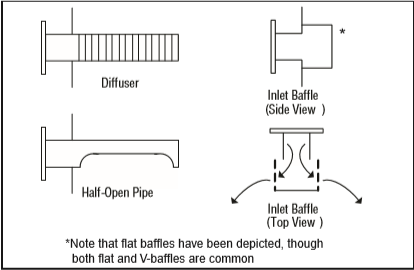 *
Diffuser
Inlet Baffle
(Side View )
Half-Open Pipe
Inlet Baffle
(Top View )
*Note that flat baffles have been depicted, though
both flat and V-baffles are common